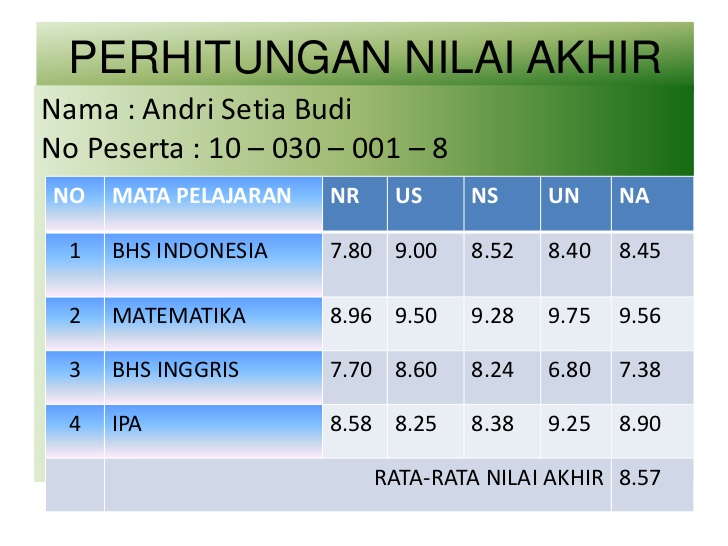 PERHITUNGAN NILAI AKHIR
Nama : Andri Setia Budi
No Peserta : 10 – 030 – 001 – 8
NO MATA PELAJARAN NR US NS UN NA
1 BHS INDONESIA 7.80 9.00 8.52 8.40 8.45
2 MATEMATIKA 8.96 9.50 9.28 9.75 9.56
3 BHS INGGRIS 7.70 8.60 8.24 6.80 7.38
4 IPA 8.58 8.25 8.38 9.25 8.90
RATA-RATA NILAI AKHIR 8.57